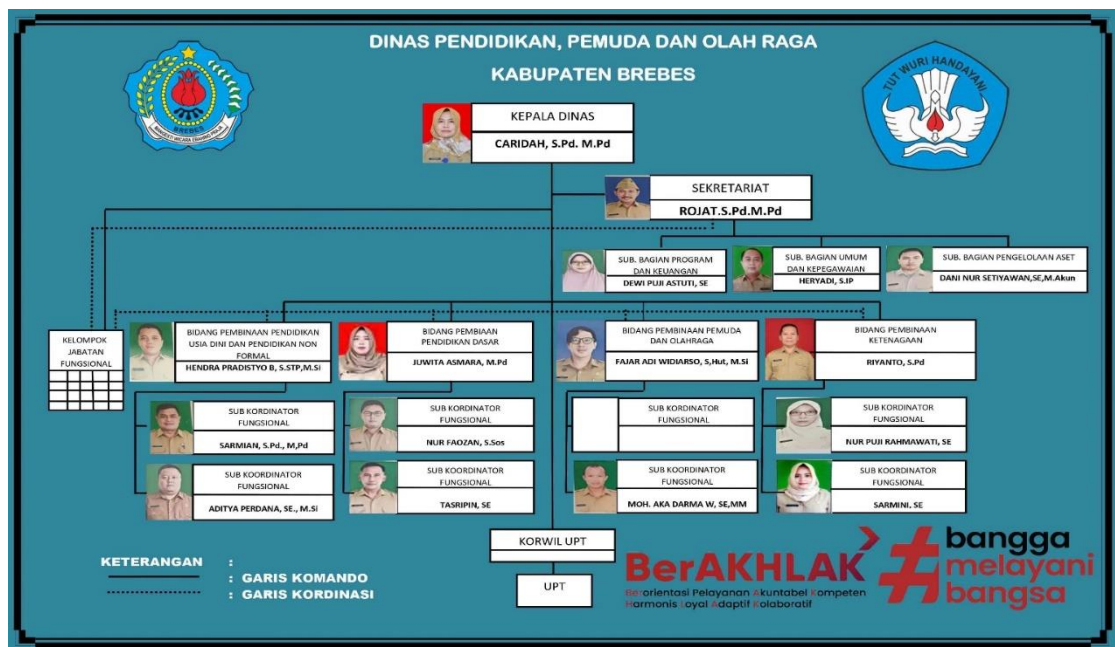 DINAS PENDIDIKAN, PEMUDA DAN OLAH RAGA
KABUPATEN BREBES
BREBES
TUT WURI HANDAYANI
KEPALA DINAS
CARIDAH, S.Pd. M.Pd
SEKRETARIAT
ROJAT.S.Pd.M.Pd
SUB. BAGIAN PROGRAM
DAN KEUANGAN
DEWI PUJI ASTUTI, SE
SUB. BAGIAN UMUM
DAN KEPEGAWAIAN
HERYADI, S.IP
SUB. BAGIAN PENGELOLAAN ASET
DANI NUR SETIYAWAN,SE,M.Akun
KELOMPOK
JABATAN
FUNGSIONAL
BIDANG PEMBINAAN PENDIDIKAN
USIA DINI DAN PENDIDIKAN NON
FORMAL
HENDRA PRADISTYO B, S.STP,M.Si
BIDANG PEMBIAAN
PENDIDIKAN DASAR
JUWITA ASMARA, M.Pd
BIDANG PEMBINAAN PEMUDA
DAN OLAHRAGA
FAJAR ADI WIDIARSO, S,Hut, M.Si
BIDANG PEMBINAAN
KETENAGAAN
RIYANTO, S.Pd
SUB KORDINATOR
FUNGSIONAL
SARMIAN, S.Pd., M,Pd
SUB KORDINATOR
FUNGSIONAL
NUR FAOZAN, S.Sos
SUB KORDINATOR
FUNGSIONAL
SUB KORDINATOR
FUNGSIONAL
NUR PUJI RAHMAWATI, SE
SUB KOORDINATOR
FUNGSIONAL
ADITYA PERDANA, SE., M.Si
SUB KOORDINATOR
FUNGSIONAL
TASRIPIN, SE
SUB KOORDINATOR
FUNGSIONAL
MOH. AKA DARMA W, SE,MM
SUB KOORDINATOR
FUNGSIONAL
SARMINI. SE
KORWIL UPT
UPT
KETERANGAN :
: GARIS KOMANDO
: GARIS KORDINASI
BerAKHLAK
Berorientasi Pelayanan Akuntabel Kompeten
Harmonis Loyal Adaptif Kolaboratif
#bangga
melayani
bangsa